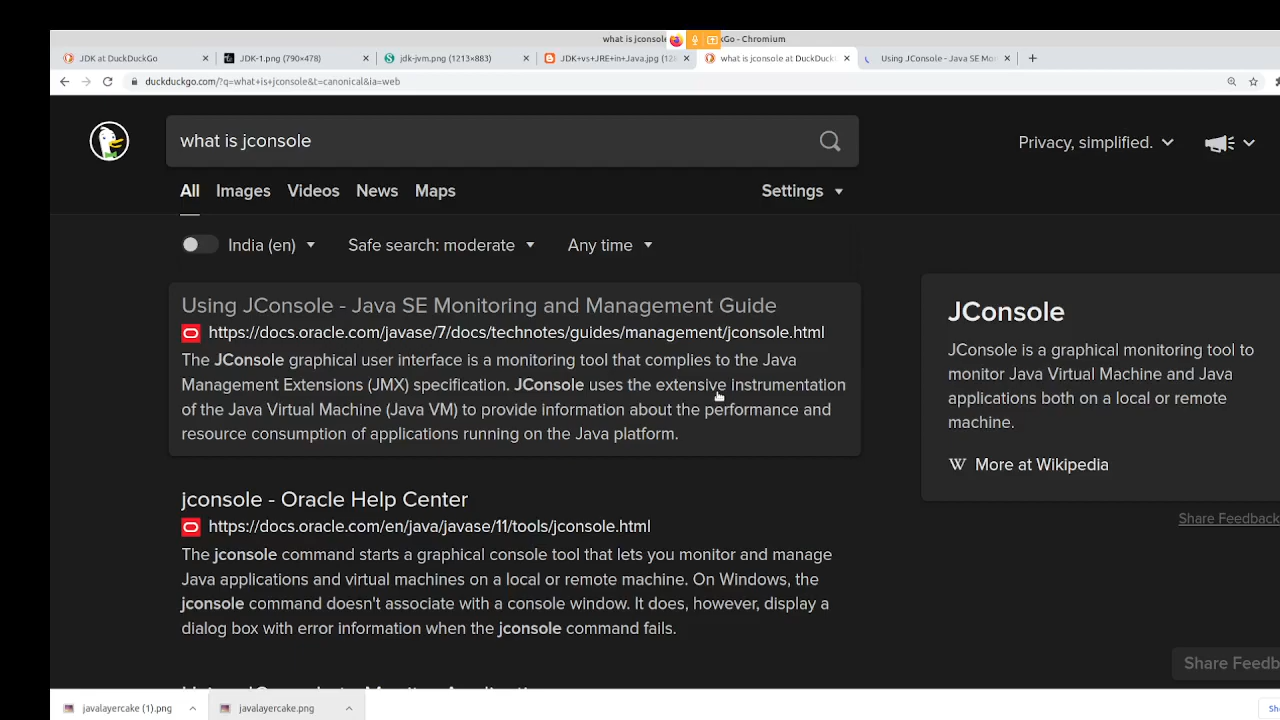 what is jconsole Go - Chromium
JDK at DuckDuckGo
JDK-1.png (790×478)
jdk-jvm.png (1213×883)
JDK+vs+JRE+in+Java.jpg (12
what is jconsole at DuckDuck
Using JConsole - Java SE Mo
duckduckgo.com/?q=what+is+jconsole&t=canonical&ia=web
what is jconsole
Privacy, simplified.
All Images Videos News Maps
Settings
India (en)
Safe search: moderate
Any time
Using JConsole - Java SE Monitoring and Management Guide
https://docs.oracle.com/javase/7/docs/technotes/guides/management/jconsole.html
The JConsole graphical user interface is a monitoring tool that complies to the Java
Management Extensions (JMX) specification. JConsole uses the extensive instrumentation
of the Java Virtual Machine (Java VM) to provide information about the performance and
resource consumption of applications running on the Java platform.
JConsole
JConsole is a graphical monitoring tool to
monitor Java Virtual Machine and Java
applications both on a local or remote
machine.
W More at Wikipedia
Share Feedback
jconsole - Oracle Help Center
https://docs.oracle.com/en/java/javase/11/tools/jconsole.html
The jconsole command starts a graphical console tool that lets you monitor and manage
Java applications and virtual machines on a local or remote machine. On Windows, the
jconsole command doesn't associate with a console window. It does, however, display a
dialog box with error information when the jconsole command fails.
Share Feedb
javalayercake (1).png
javalayercake.png